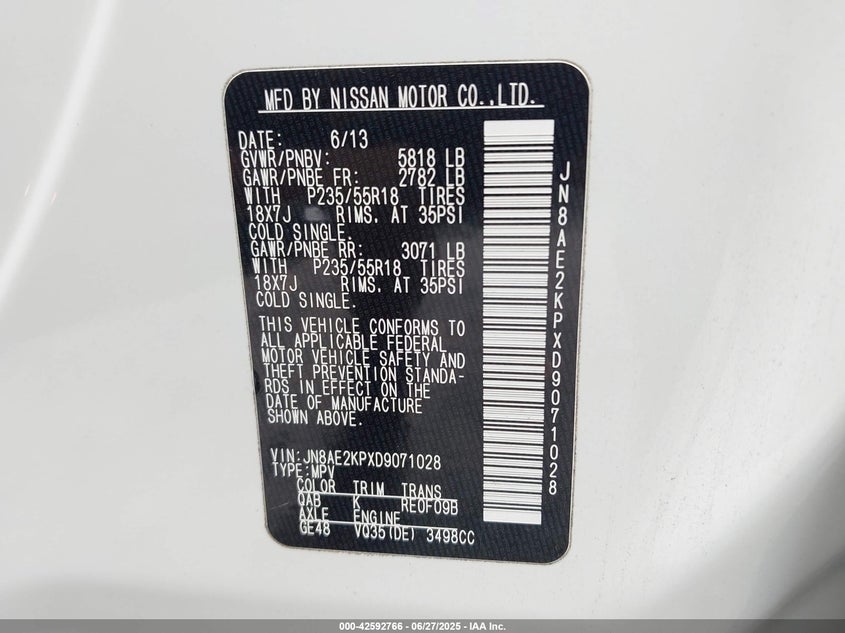 MFD BY NISSAN MOTOR CO.,LTD.
DATE: 6/13
GVWR/PNBV: 5818 LB
GAWR/PNBE FR: 2782 LB
WITH P235/55R18 TIRES
18X7J RIMS. AT 35PSI
COLD SINGLE.
GAWR/PNBE RR: 3071 LB
WITH P235/55R18 TIRES
18X7J RIMS. AT 35PSI
COLD SINGLE.
THIS VEHICLE CONFORMS TO
ALL APPLICABLE FEDERAL
MOTOR VEHICLE SAFETY AND
THEFT PREVENTION STANDA-
RDS IN EFFECT ON THE
DATE OF MANUFACTURE
SHOWN ABOVE.
VIN:JN8AE2KPXD9071028
TYPE:MPV
COLOR TRIM TRANS
QAB K RE0F09B
AXLE ENGINE
GE48 VQ35(DE) 3498CC
JN8AE2KPXD9071028
000-42592766 - 06/27/2025 - IAA Inc.